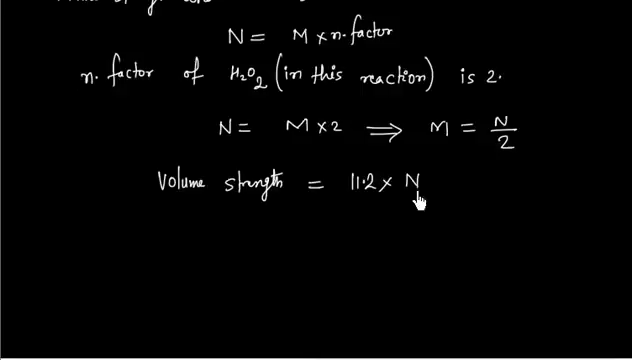 N = M × n.factor
n.factor of H₂O₂ (in this reaction) is 2.
N = M × 2 ⟹ M = N/2
Volume strength = 11.2 × N